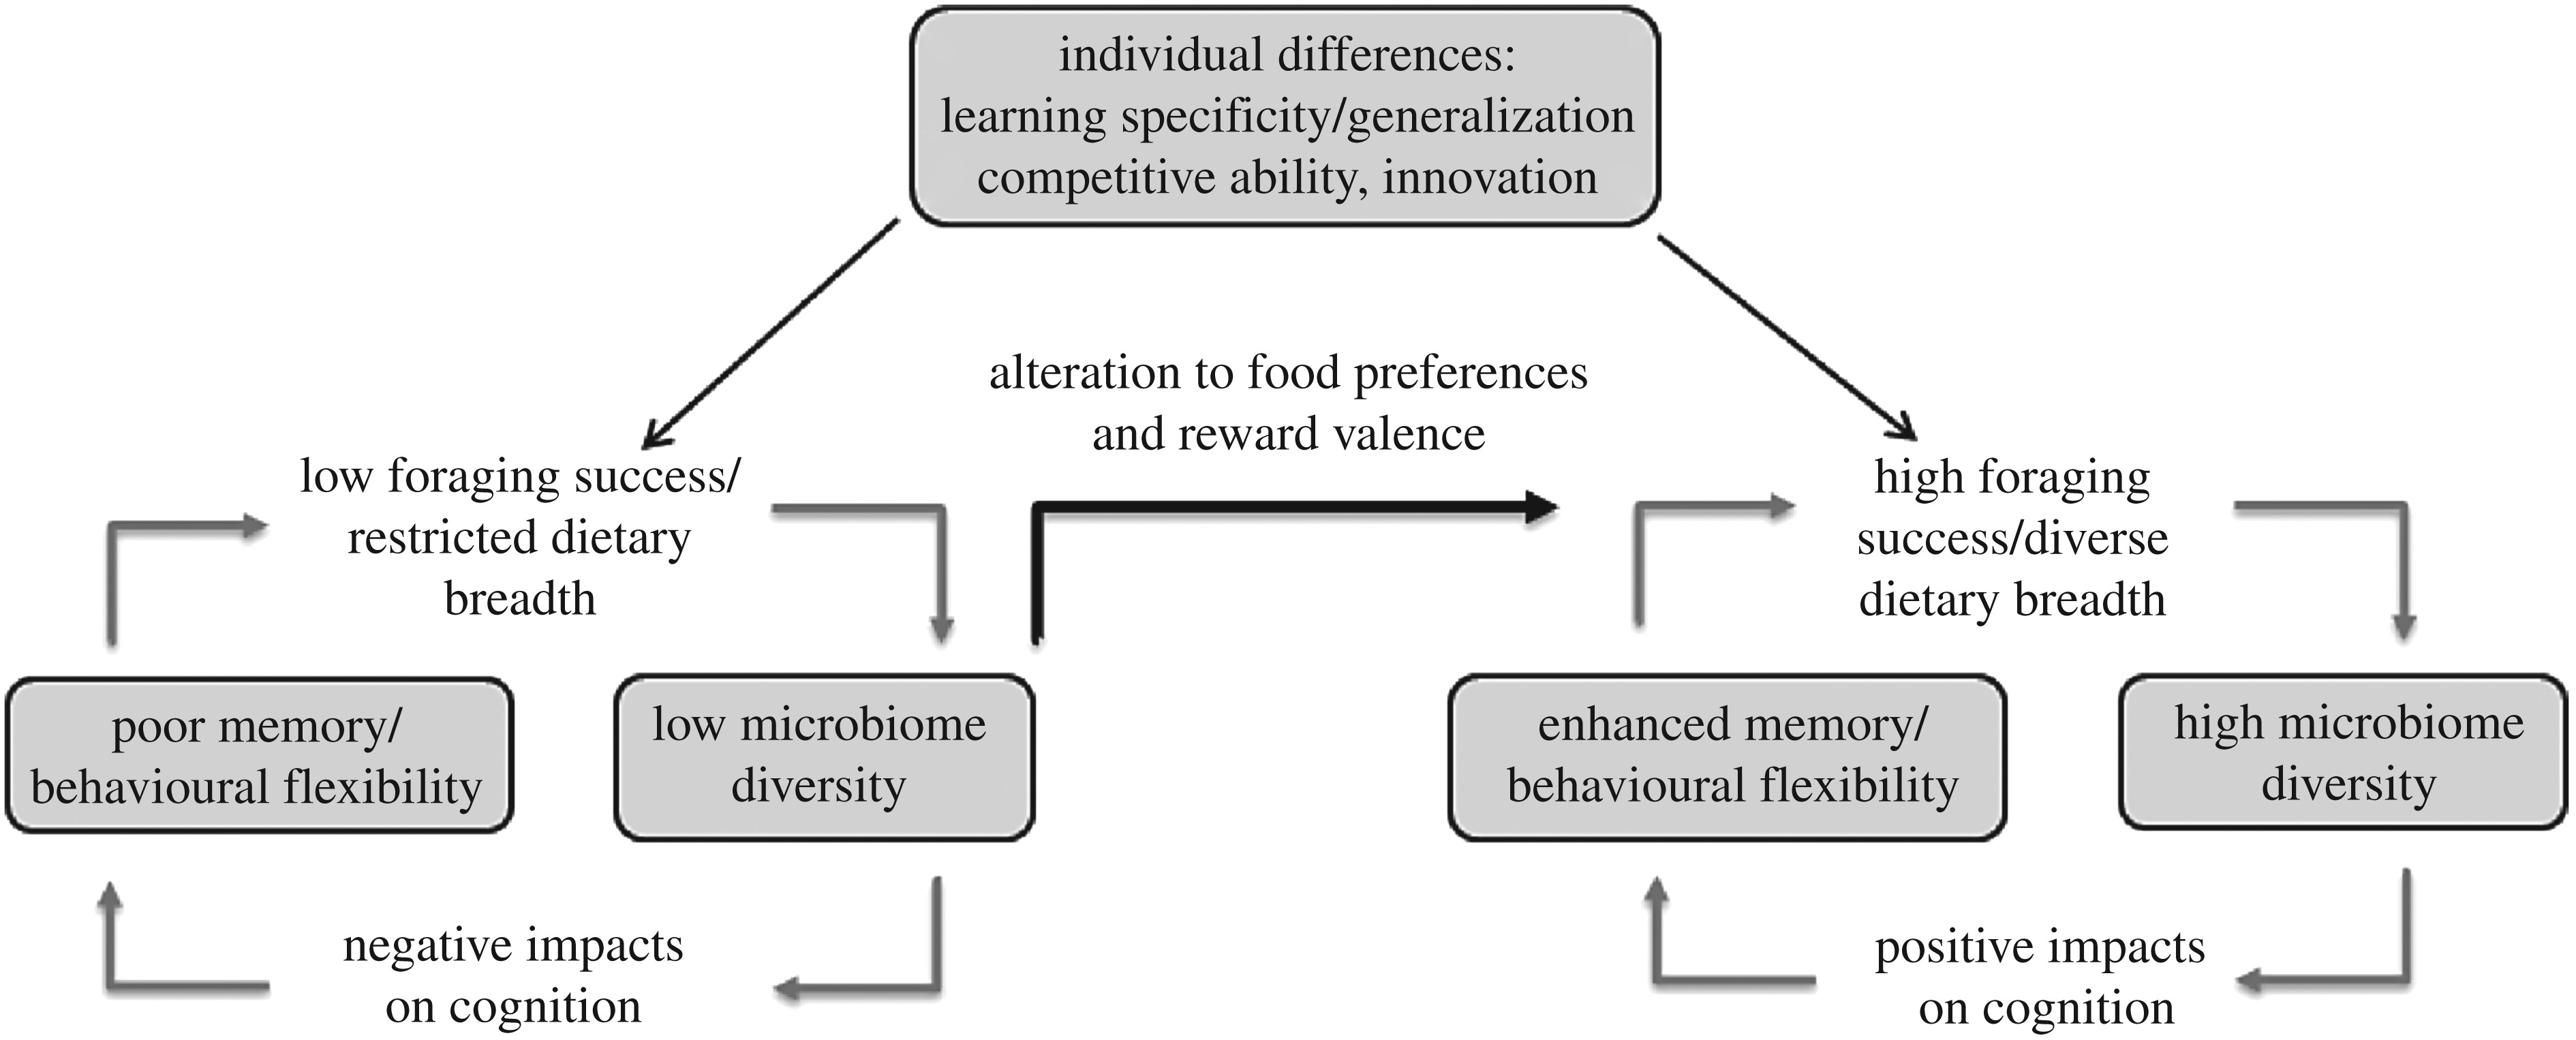 individual differences:
learning specificity/generalization
competitive ability, innovation
alteration to food preferences
and reward valence
low foraging success/
restricted dietary
breadth
high foraging
success/diverse
dietary breadth
poor memory/
behavioural flexibility
low microbiome
diversity
enhanced memory/
behavioural flexibility
high microbiome
diversity
negative impacts
on cognition
positive impacts
on cognition